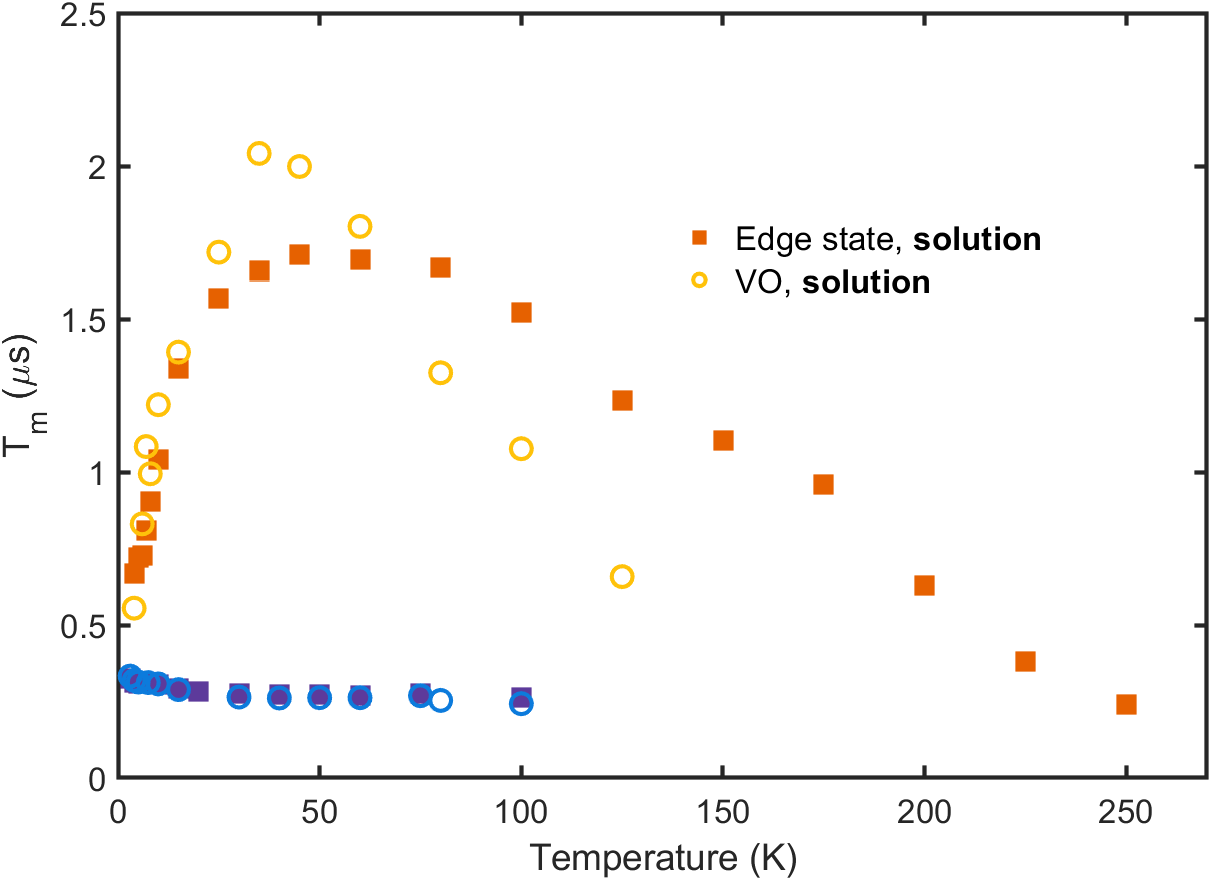 2.5
2
1.5
1
0.5
0
T_m (μs)
Edge state, solution
VO, solution
0 50 100 150 200 250
Temperature (K)